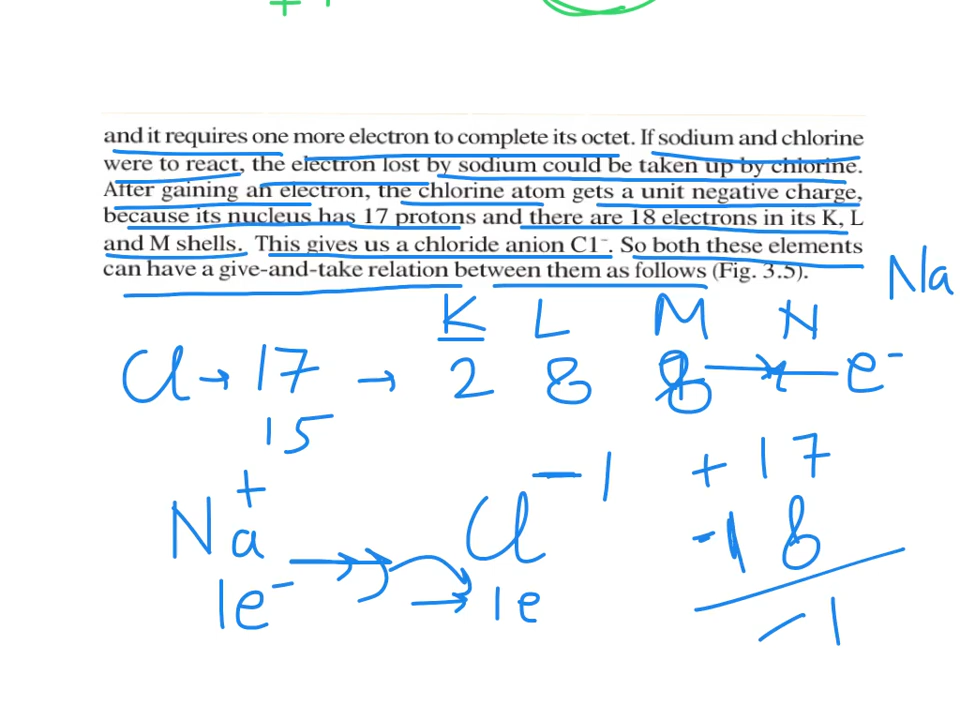 and it requires one more electron to complete its octet. If sodium and chlorine
were to react, the electron lost by sodium could be taken up by chlorine.
After gaining an electron, the chlorine atom gets a unit negative charge,
because its nucleus has 17 protons and there are 18 electrons in its K, L
and M shells. This gives us a chloride anion C1⁻. So both these elements
can have a give-and-take relation between them as follows (Fig. 3.5).
Na
K L M N
Cl → 17 → 2 8 8 e⁻
15
Na⁺ Cl⁻¹ +17
-18
1e⁻ → 1e
-1